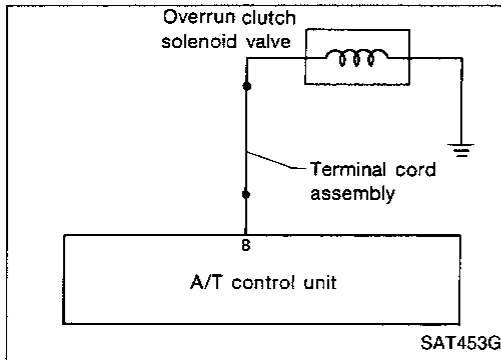 Overrun clutch
solenoid valve
Terminal cord
assembly
8
A/T control unit
SAT453G